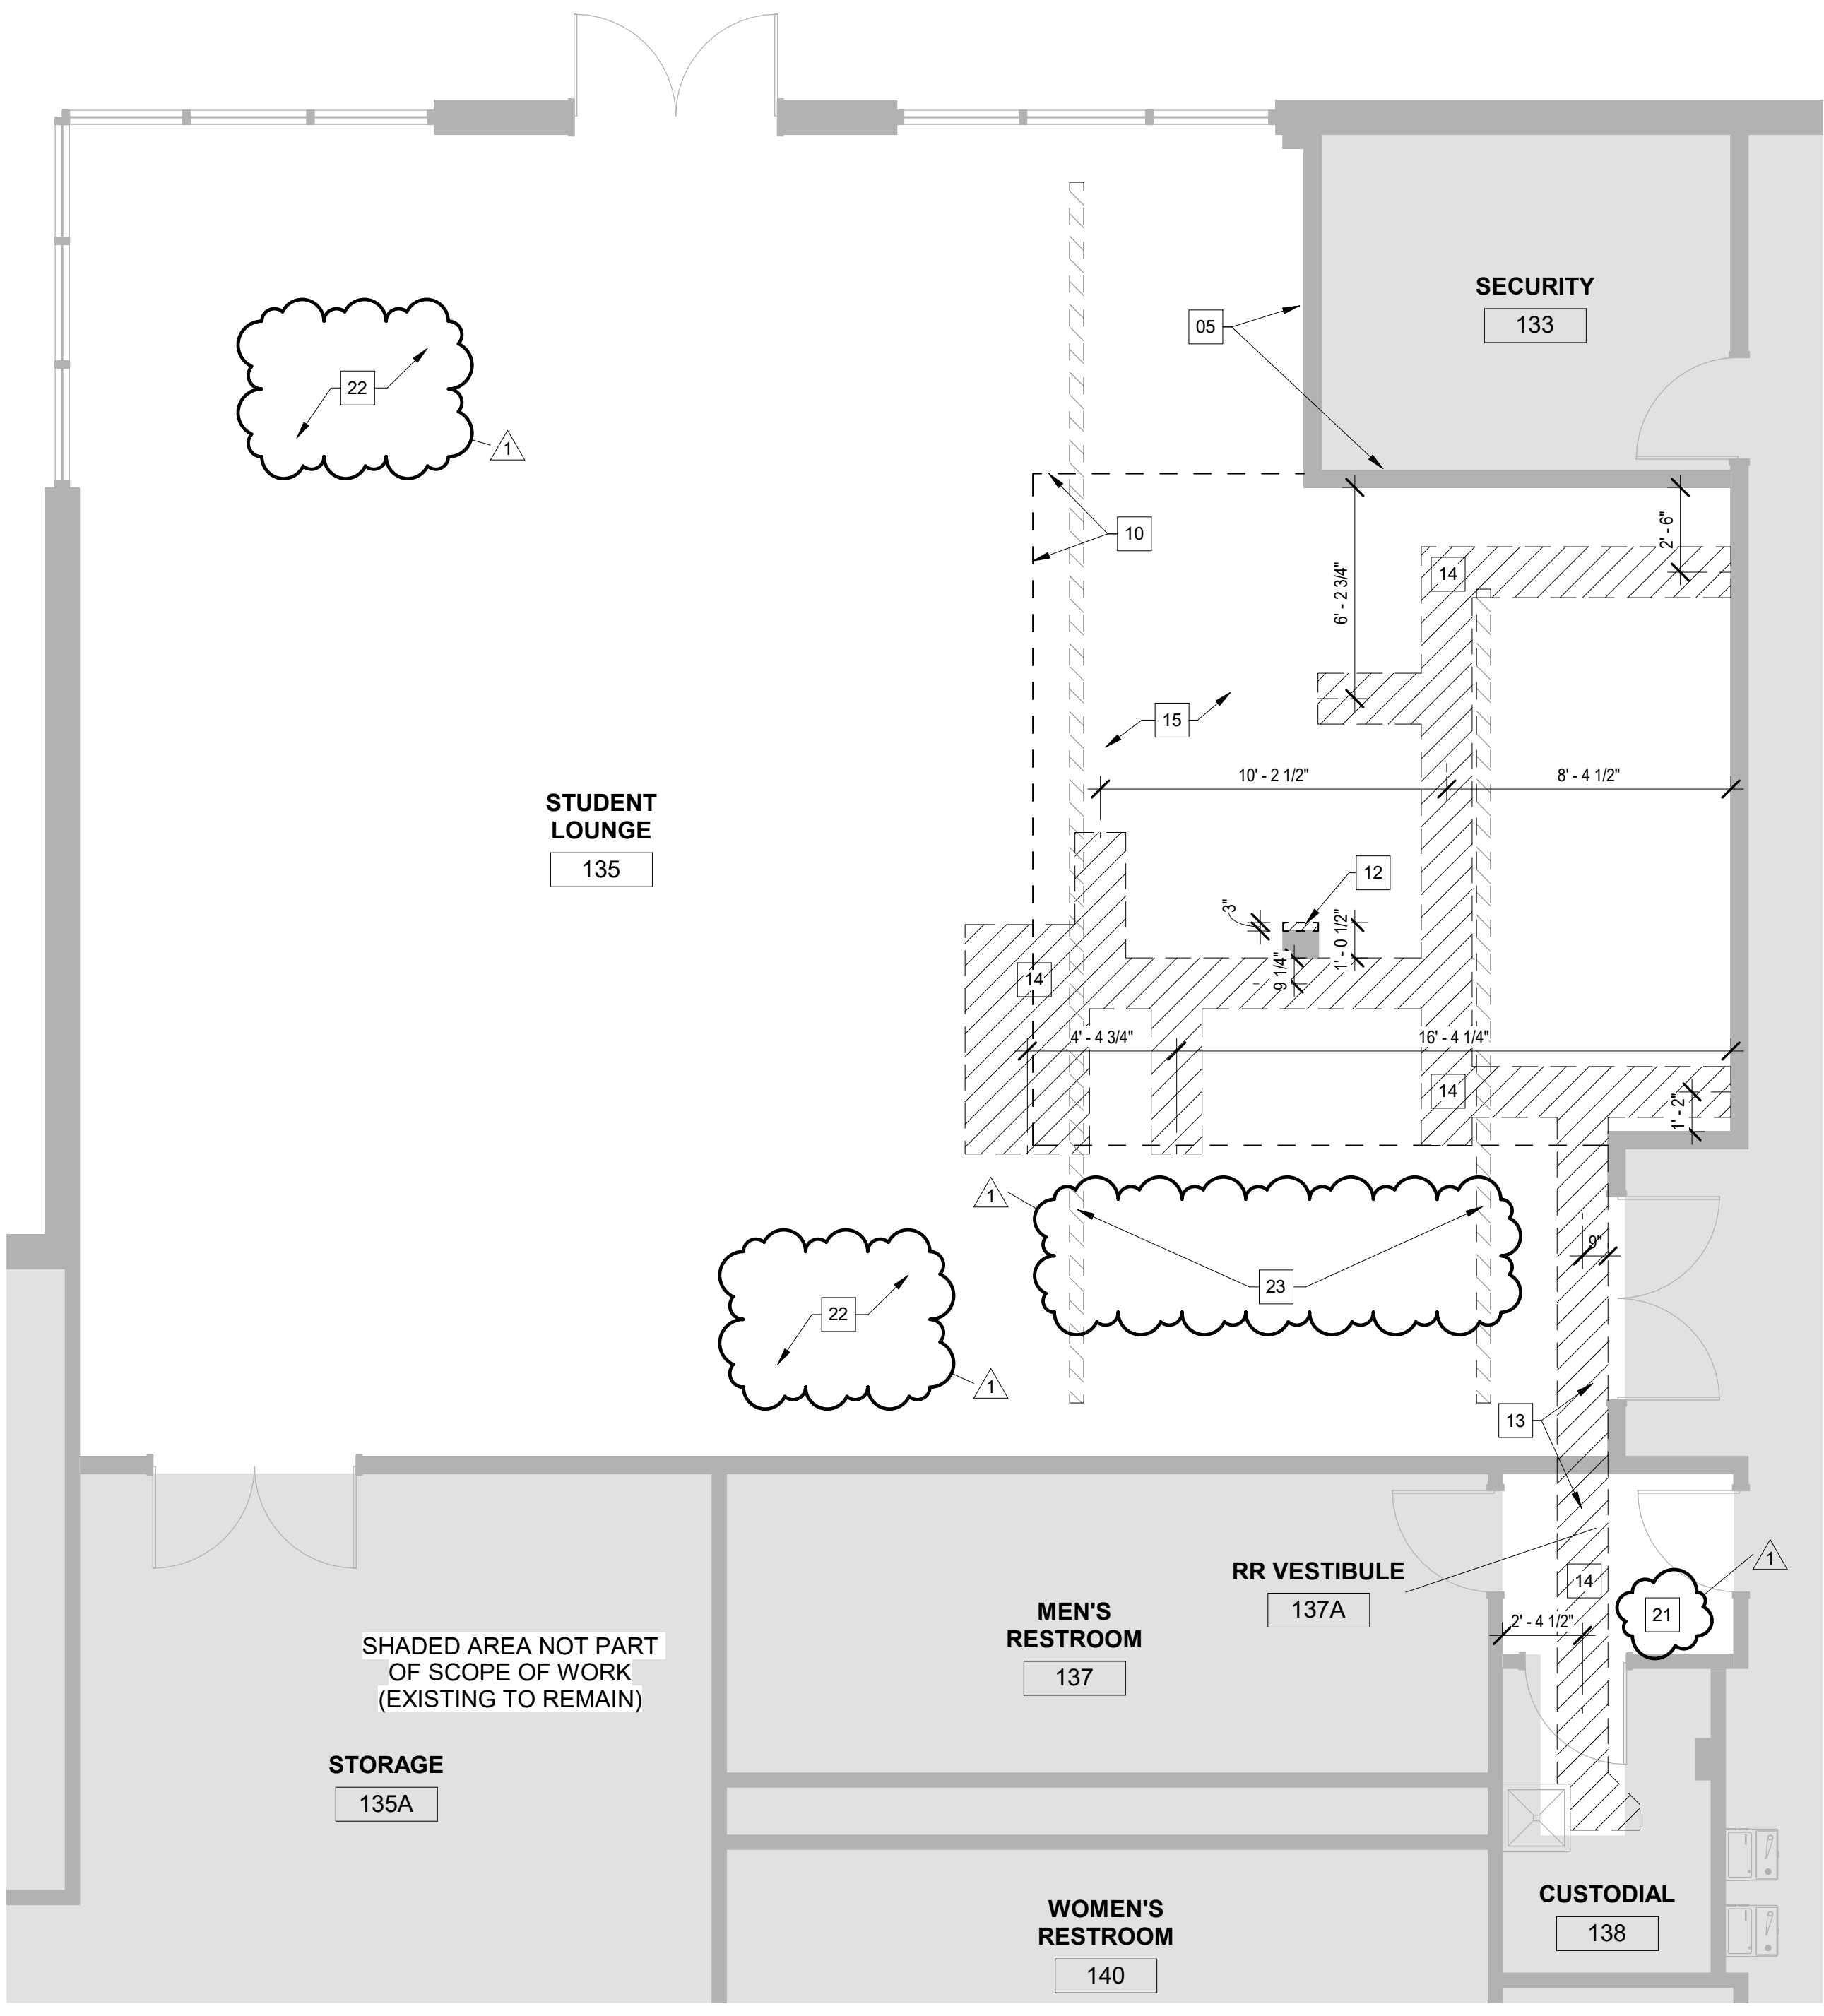 SECURITY
133
05
22
1
10
2' - 6"
14
6' - 2 3/4"
15
10' - 2 1/2"
8' - 4 1/2"
STUDENT
LOUNGE
135
12
3"
1' - 0 1/2"
9 1/4"
14
4' - 4 3/4"
16' - 4 1/4"
14
1' - 2"
1
9"
23
22
1
13
1
RR VESTIBULE
137A
14
21
2' - 4 1/2"
MEN'S
RESTROOM
137
SHADED AREA NOT PART
OF SCOPE OF WORK
(EXISTING TO REMAIN)
STORAGE
135A
CUSTODIAL
138
WOMEN'S
RESTROOM
140